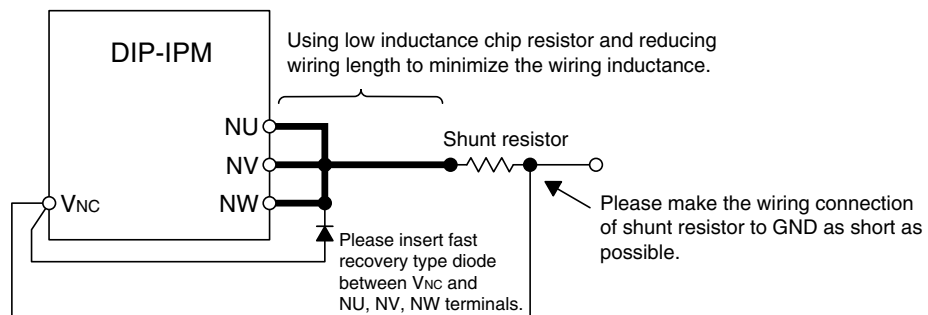 DIP-IPM
Using low inductance chip resistor and reducing
wiring length to minimize the wiring inductance.
NU
Shunt resistor
NV
VNC
NW
Please make the wiring connection
of shunt resistor to GND as short as
possible.
Please insert fast
recovery type diode
between VNC and
NU, NV, NW terminals.